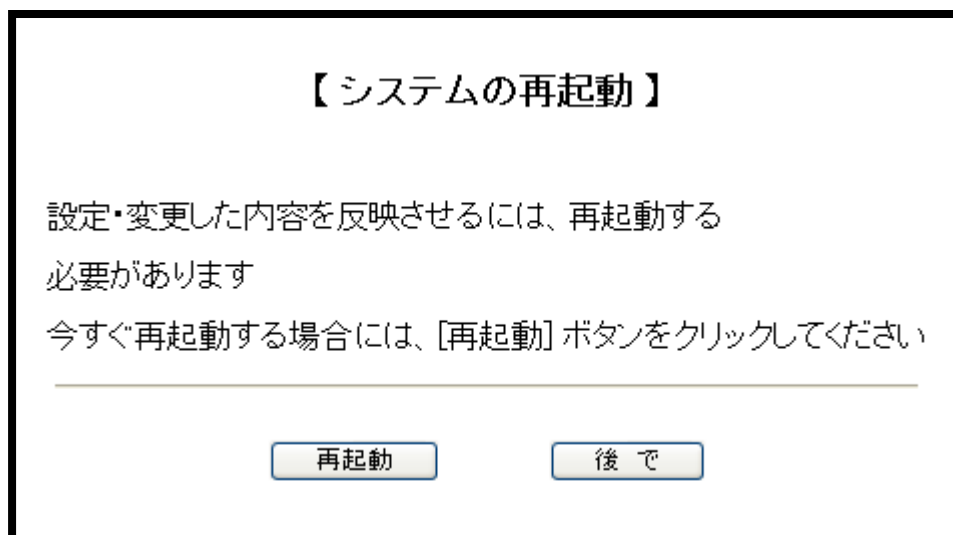 【システムの再起動】
設定・変更した内容を反映させるには、再起動する
必要があります
今すぐ再起動する場合には、[再起動] ボタンをクリックしてください
再起動
後 で